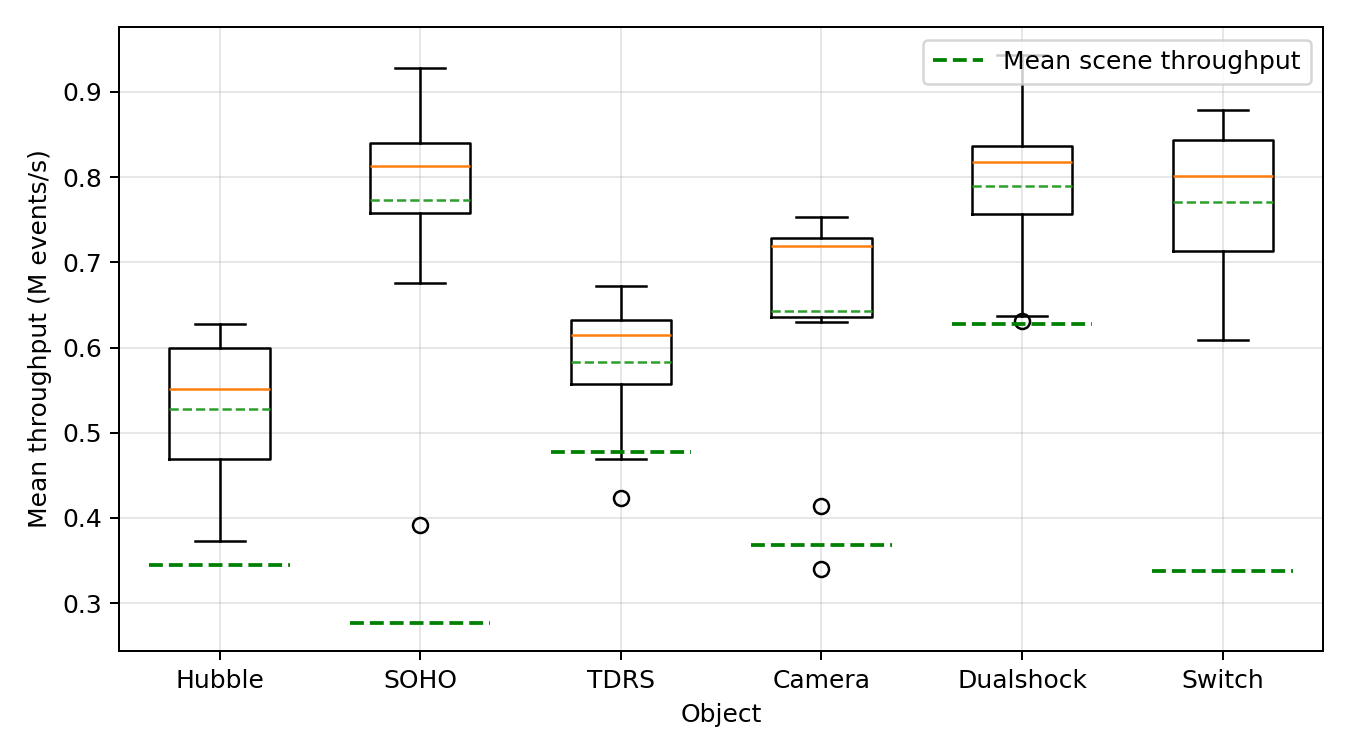 Mean scene throughput
Mean throughput (M events/s)
0.9
0.8
0.7
0.6
0.5
0.4
0.3
Hubble SOHO TDRS Camera Dualshock Switch
Object